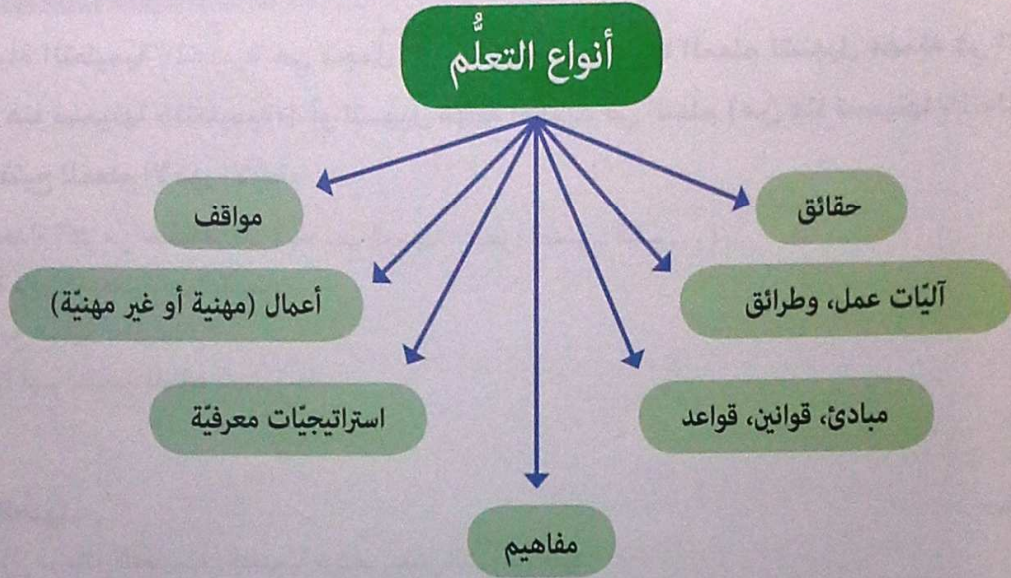 أنواع التعلُّم
حقائق
مواقف
آليّات عمل، وطرائق
أعمال (مهنية أو غير مهنيّة)
مبادئ، قوانين، قواعد
استراتيجيّات معرفيّة
مفاهيم